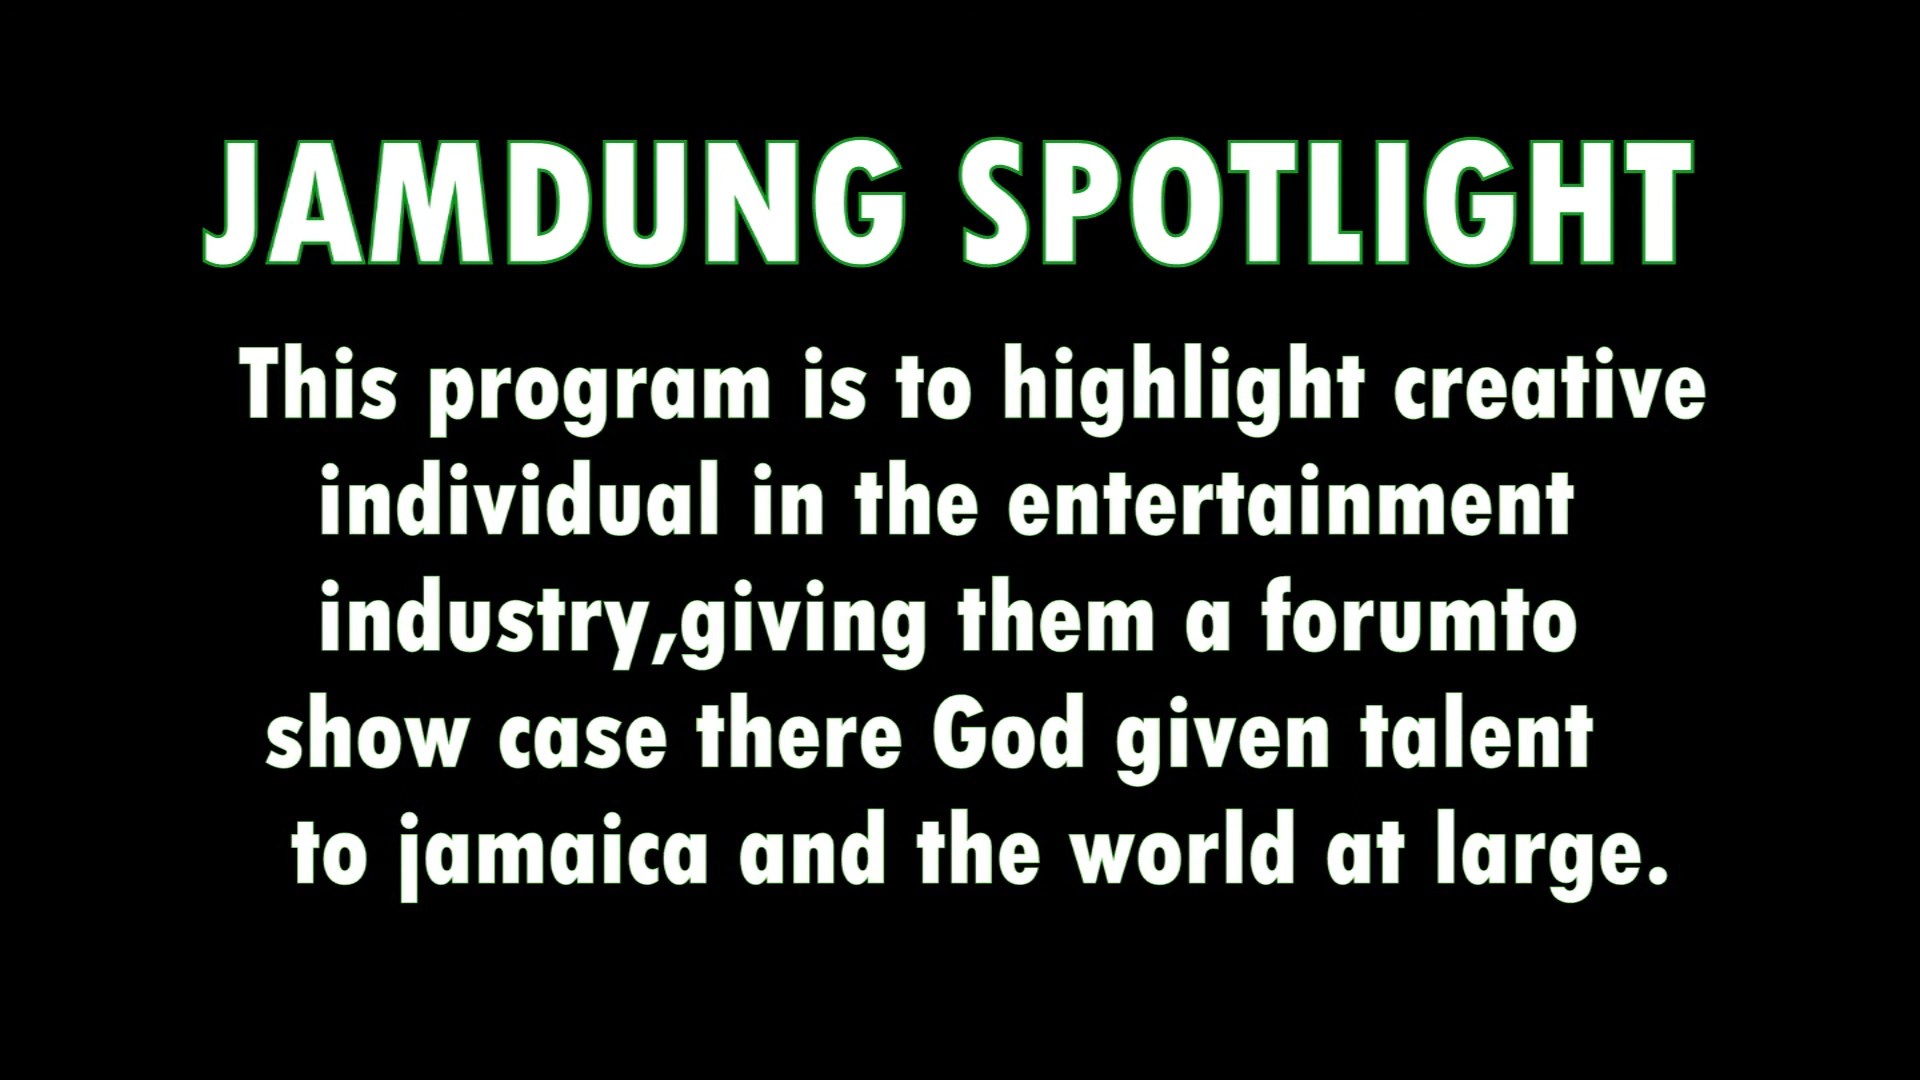 JAMDUNG SPOTLIGHT
This program is to highlight creative
individual in the entertainment
industry,giving them a forumto
show case there God given talent
to jamaica and the world at large.